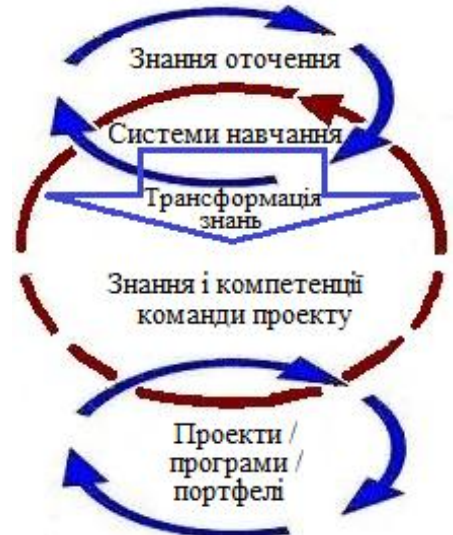 Знання оточення
Системи навчання
Трансформація
знань
Знання і компетенції
команди проекту
Проекти /
програми /
портфелі